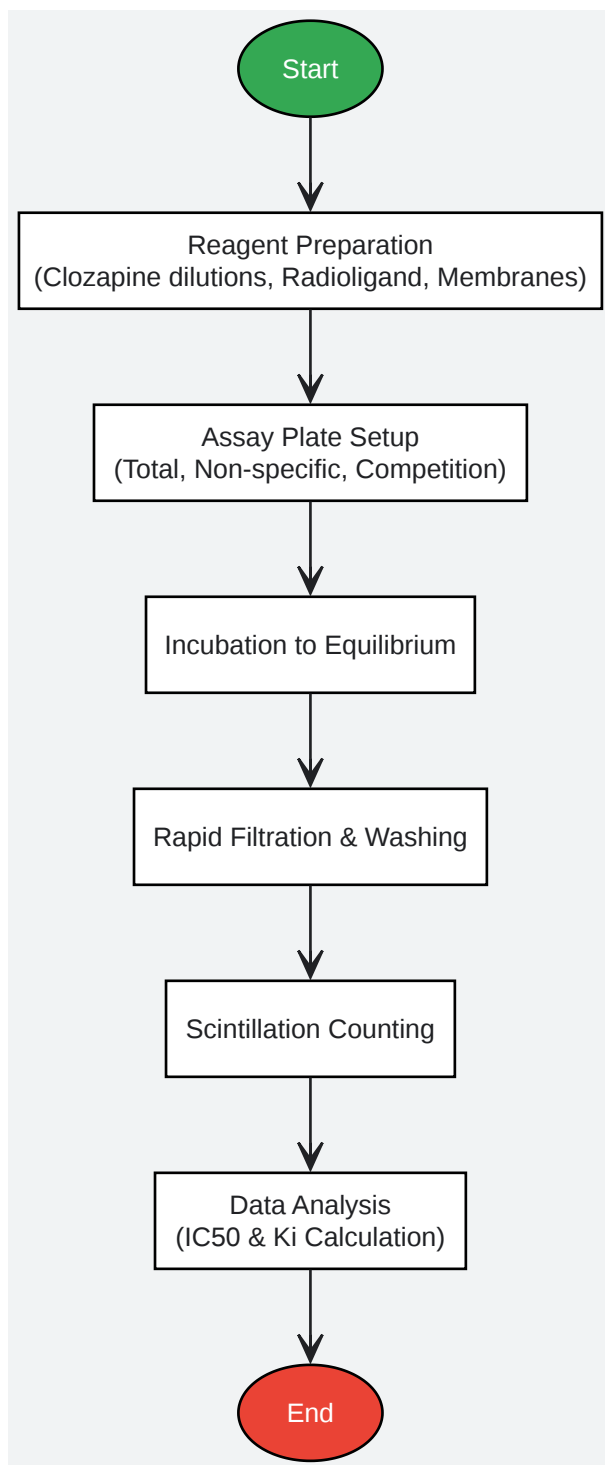 Start
Reagent Preparation
(Clozapine dilutions, Radioligand, Membranes)
Assay Plate Setup
(Total, Non-specific, Competition)
Incubation to Equilibrium
Rapid Filtration & Washing
Scintillation Counting
Data Analysis
(IC50 & Ki Calculation)
End